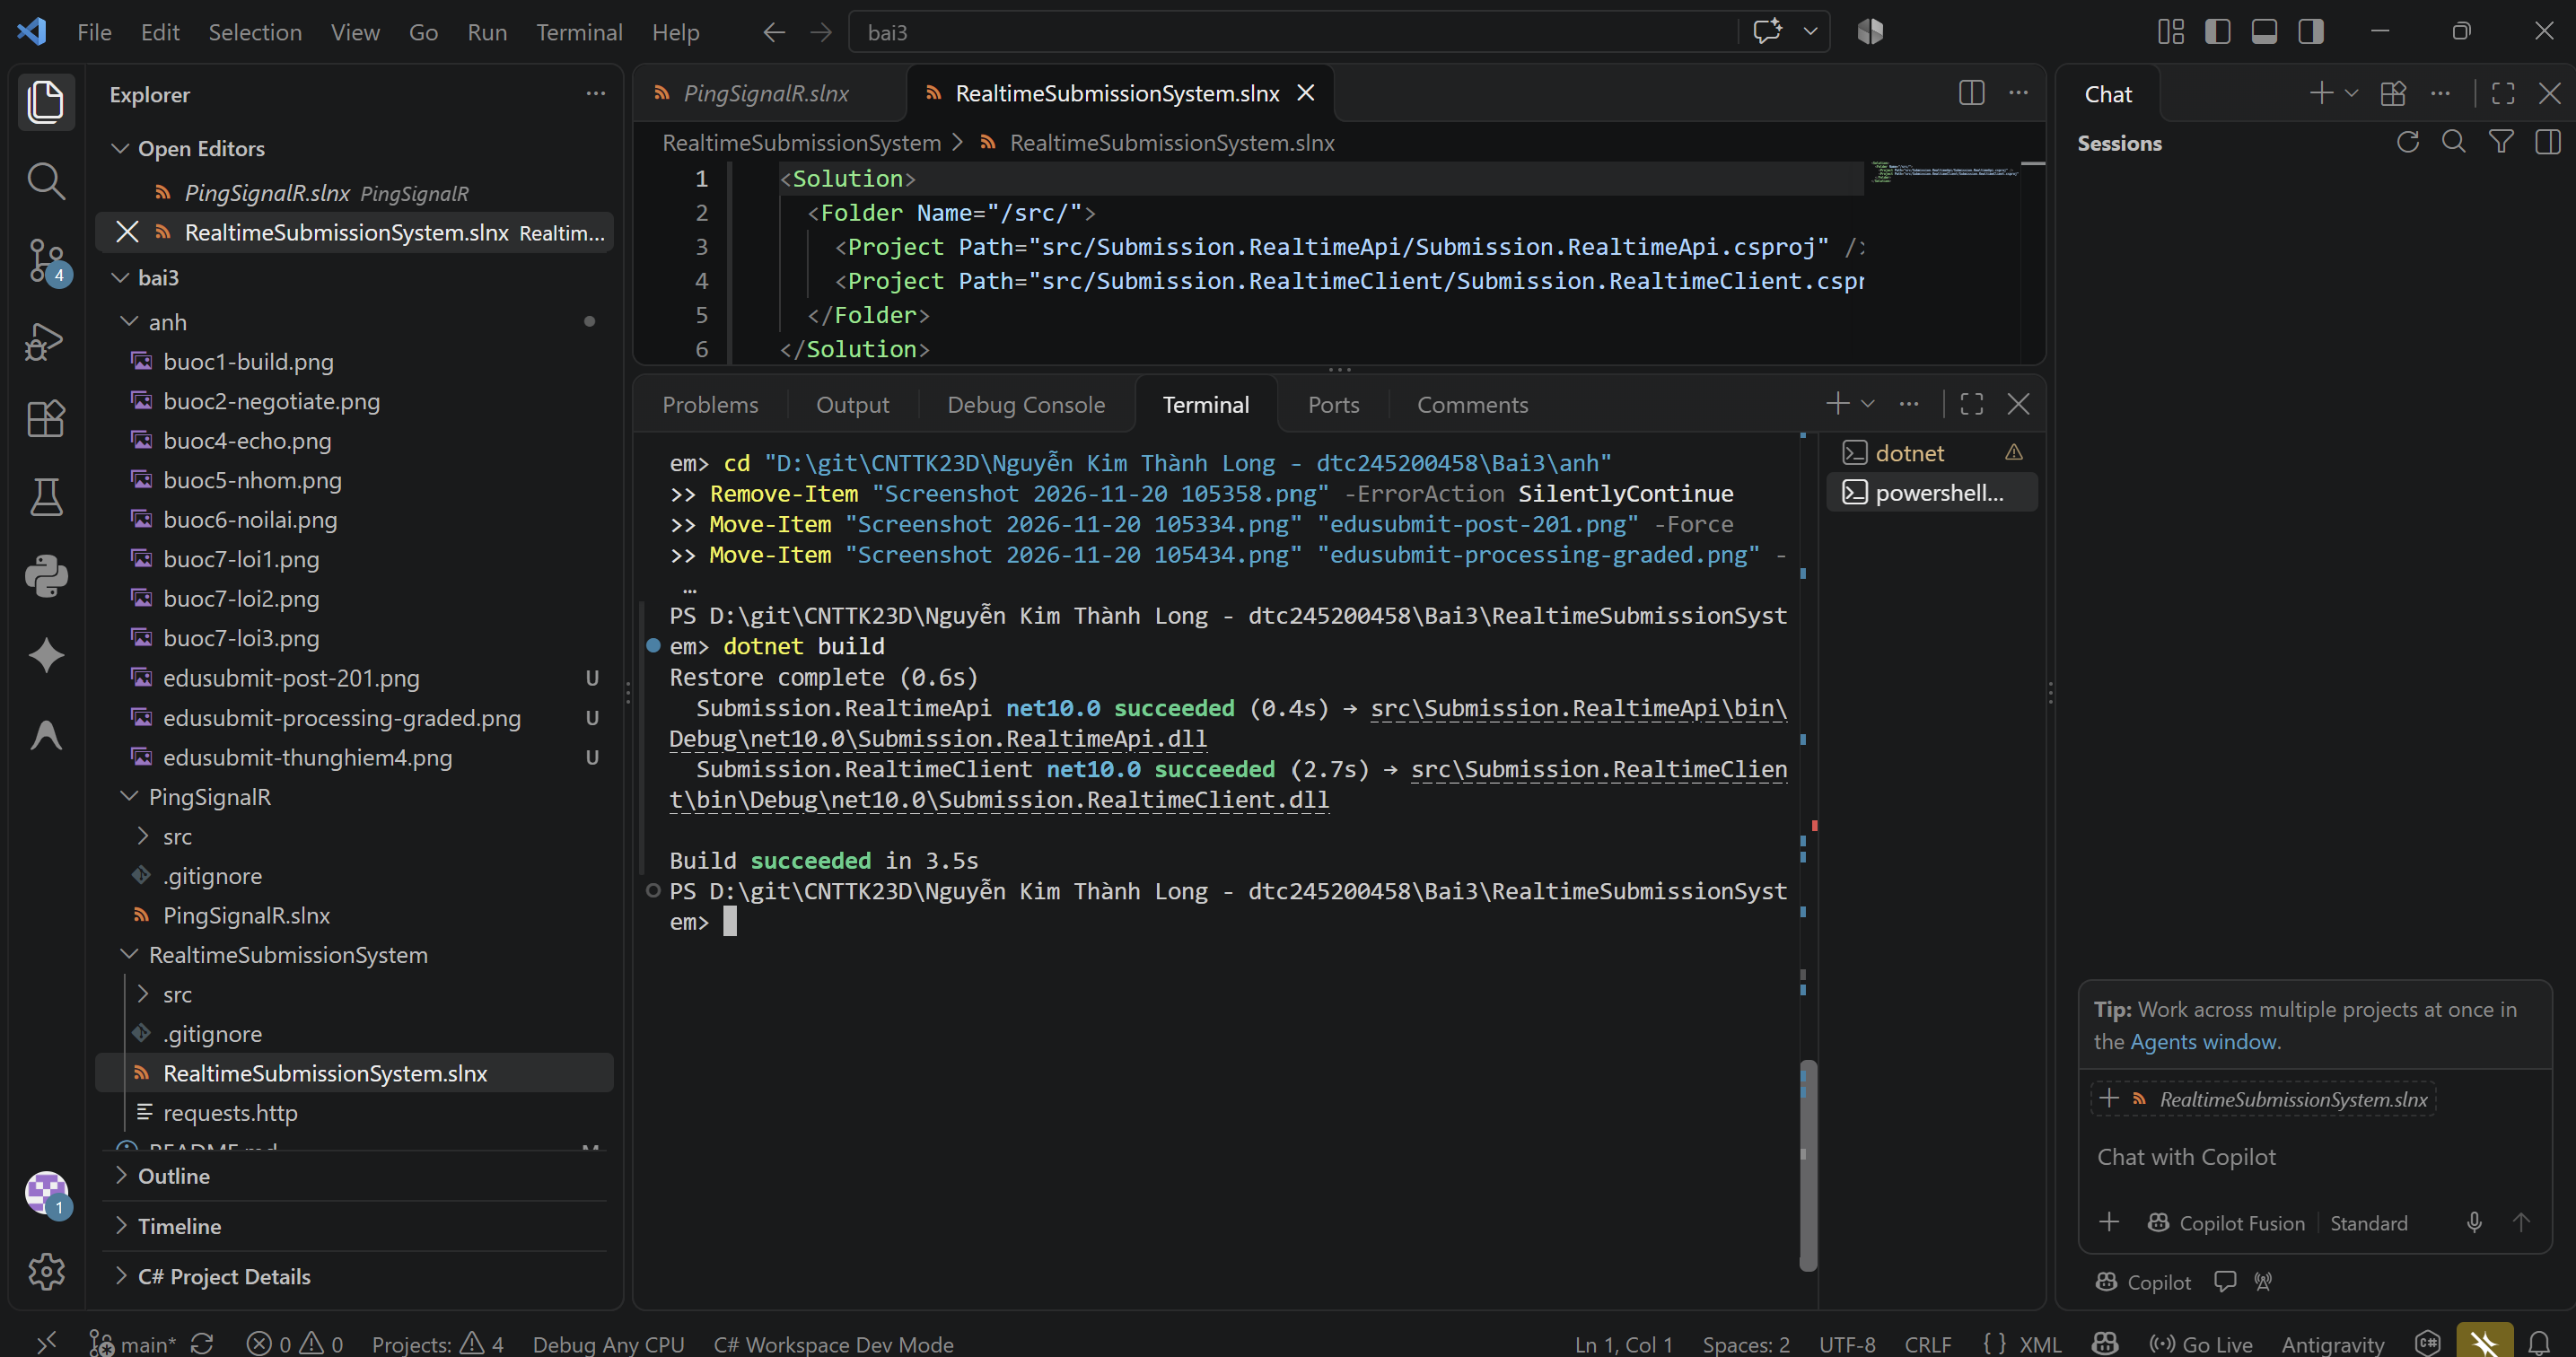 File Edit Selection View Go Run Terminal Help
bai3
Explorer
Open Editors
PingSignalR.slnx PingSignalR
RealtimeSubmissionSystem.slnx Realtim...
bai3
anh
buoc1-build.png
buoc2-negotiate.png
buoc4-echo.png
buoc5-nhom.png
buoc6-noilai.png
buoc7-loi1.png
buoc7-loi2.png
buoc7-loi3.png
edusubmit-post-201.png U
edusubmit-processing-graded.png U
edusubmit-thunghiem4.png U
PingSignalR
src
.gitignore
PingSignalR.slnx
RealtimeSubmissionSystem
src
.gitignore
RealtimeSubmissionSystem.slnx
requests.http
Outline
Timeline
C# Project Details
4
1
PingSignalR.slnx
RealtimeSubmissionSystem.slnx
RealtimeSubmissionSystem > RealtimeSubmissionSystem.slnx
1 <Solution>
2 <Folder Name="/src/">
3 <Project Path="src/Submission.RealtimeApi/Submission.RealtimeApi.csproj" />
4 <Project Path="src/Submission.RealtimeClient/Submission.RealtimeClient.cspr
5 </Folder>
6 </Solution>
Problems Output Debug Console Terminal Ports Comments
em> cd "D:\git\CNTTK23D\Nguyễn Kim Thành Long - dtc245200458\Bai3\anh"
>> Remove-Item "Screenshot 2026-11-20 105358.png" -ErrorAction SilentlyContinue
>> Move-Item "Screenshot 2026-11-20 105334.png" "edusubmit-post-201.png" -Force
>> Move-Item "Screenshot 2026-11-20 105434.png" "edusubmit-processing-graded.png" -
…
PS D:\git\CNTTK23D\Nguyễn Kim Thành Long - dtc245200458\Bai3\RealtimeSubmissionSyst
em> dotnet build
Restore complete (0.6s)
Submission.RealtimeApi net10.0 succeeded (0.4s) → src\Submission.RealtimeApi\bin\
Debug\net10.0\Submission.RealtimeApi.dll
Submission.RealtimeClient net10.0 succeeded (2.7s) → src\Submission.RealtimeClien
t\bin\Debug\net10.0\Submission.RealtimeClient.dll
Build succeeded in 3.5s
PS D:\git\CNTTK23D\Nguyễn Kim Thành Long - dtc245200458\Bai3\RealtimeSubmissionSyst
em>
dotnet
powershell...
Chat
Sessions
Tip: Work across multiple projects at once in
the Agents window.
RealtimeSubmissionSystem.slnx
Chat with Copilot
Copilot Fusion Standard
Copilot
main* 0 0 Projects: 4 Debug Any CPU C# Workspace Dev Mode Ln 1, Col 1 Spaces: 2 UTF-8 CRLF { } XML Go Live Antigravity